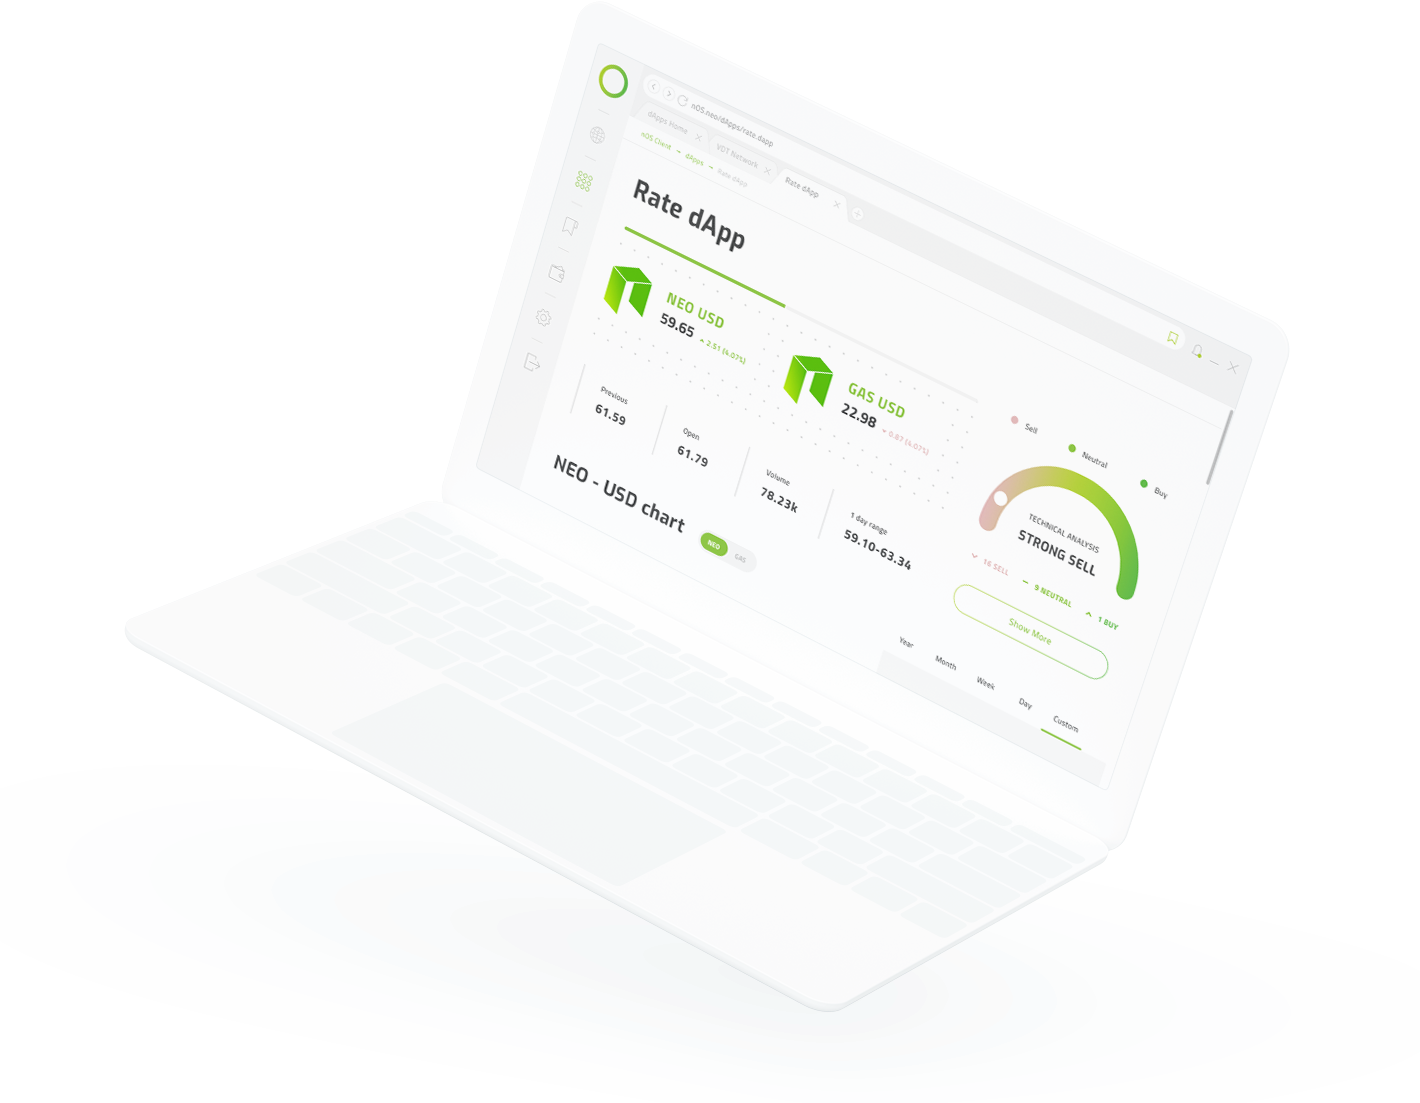 nOS.neo/dApps/rate.dapp
dApps Home
VDT Network
Rate dApp
nOS Client – dApps – Rate dApp
Rate dApp
NEO USD
59.65
2.51 (4.07%)
GAS USD
22.98
0.87 (4.07%)
Previous
61.59
Open
61.79
Volume
78.23k
1 day range
59.10-63.34
Sell
Neutral
Buy
TECHNICAL ANALYSIS
STRONG SELL
16 SELL
9 NEUTRAL
1 BUY
Show More
NEO - USD chart
NEO
GAS
Year
Month
Week
Day
Custom